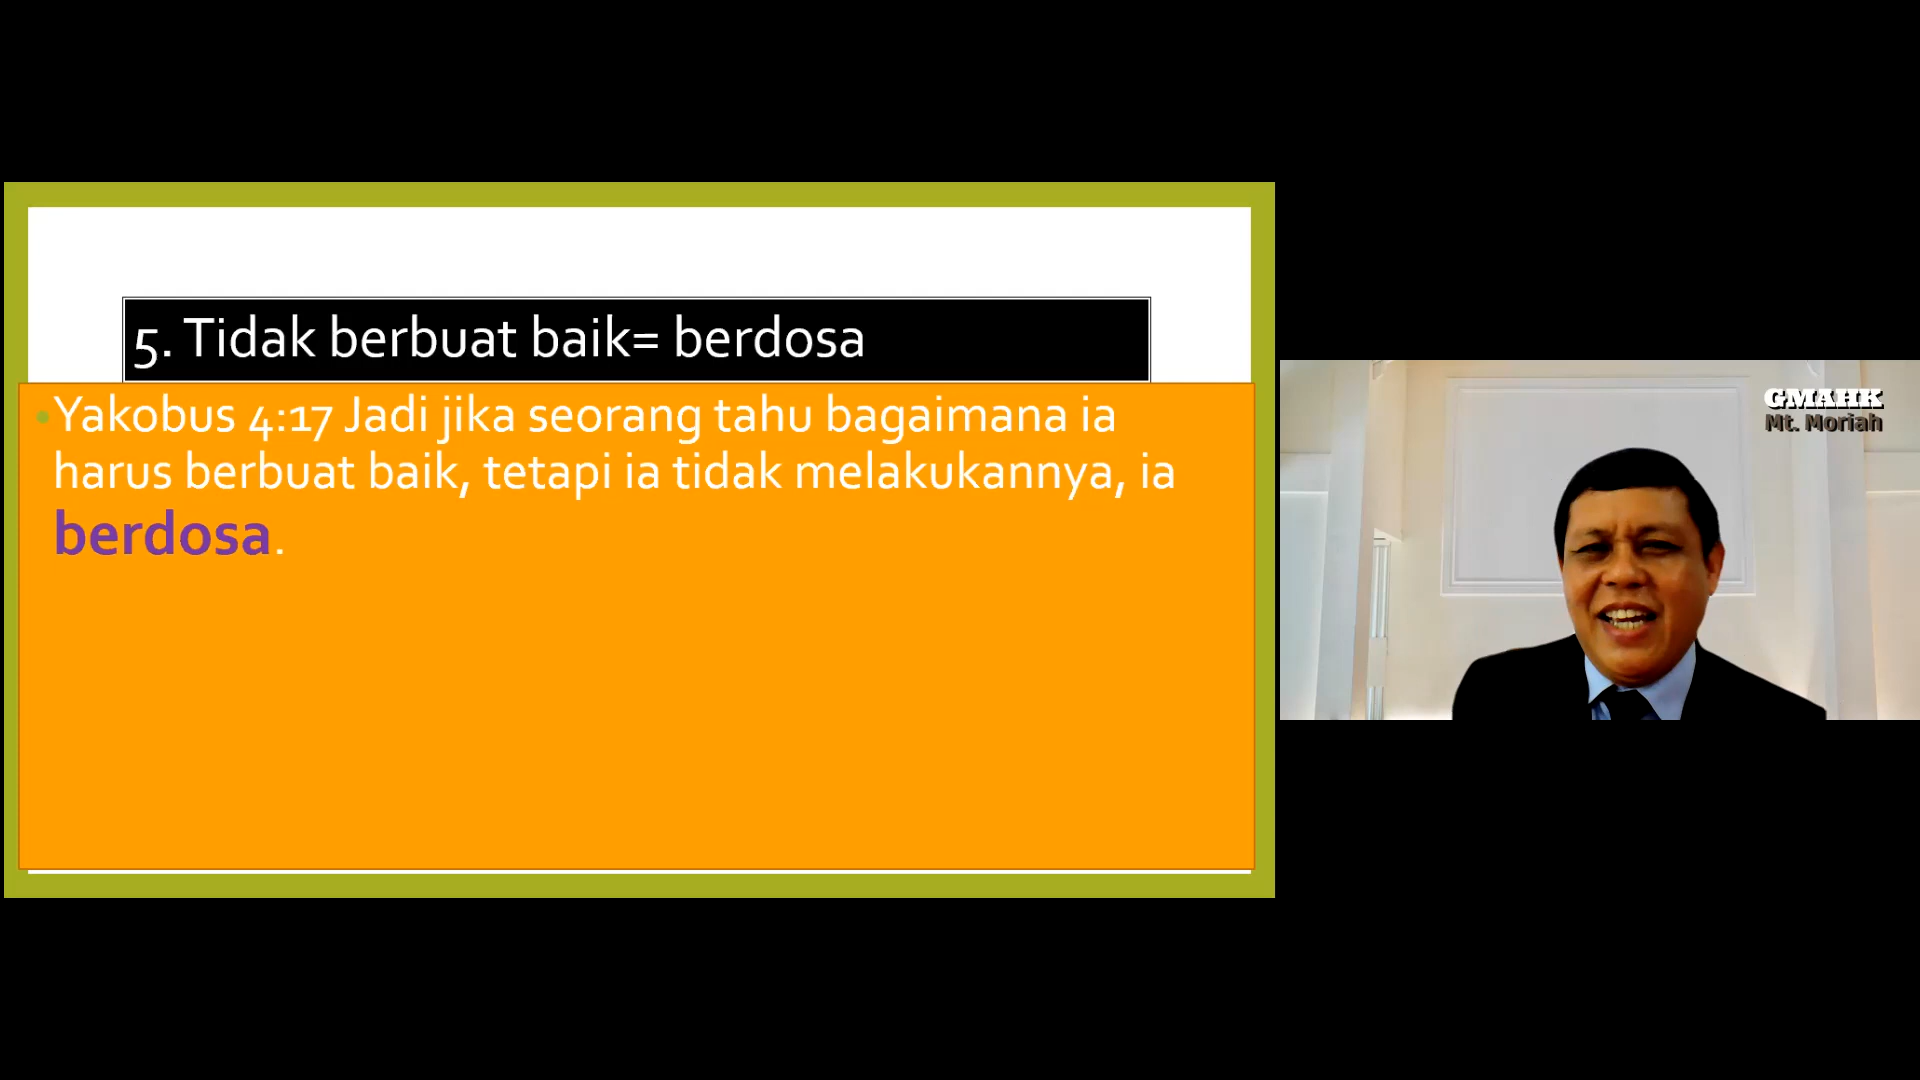 5. Tidak berbuat baik= berdosa
•Yakobus 4:17 Jadi jika seorang tahu bagaimana ia
harus berbuat baik, tetapi ia tidak melakukannya, ia
berdosa.
GMAHK
Mt. Moriah